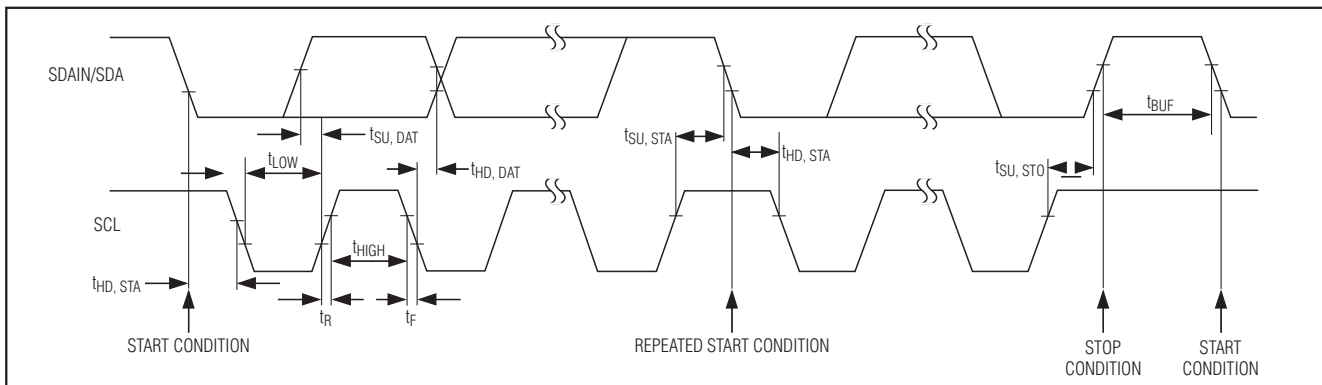 SDAIN/SDA
tSU, DAT
tLOW
tHD, DAT
tSU, STA
tHD, STA
tBUF
tSU, STO
SCL
tHIGH
tHD, STA
tR
tF
START CONDITION
REPEATED START CONDITION
STOP
CONDITION
START
CONDITION